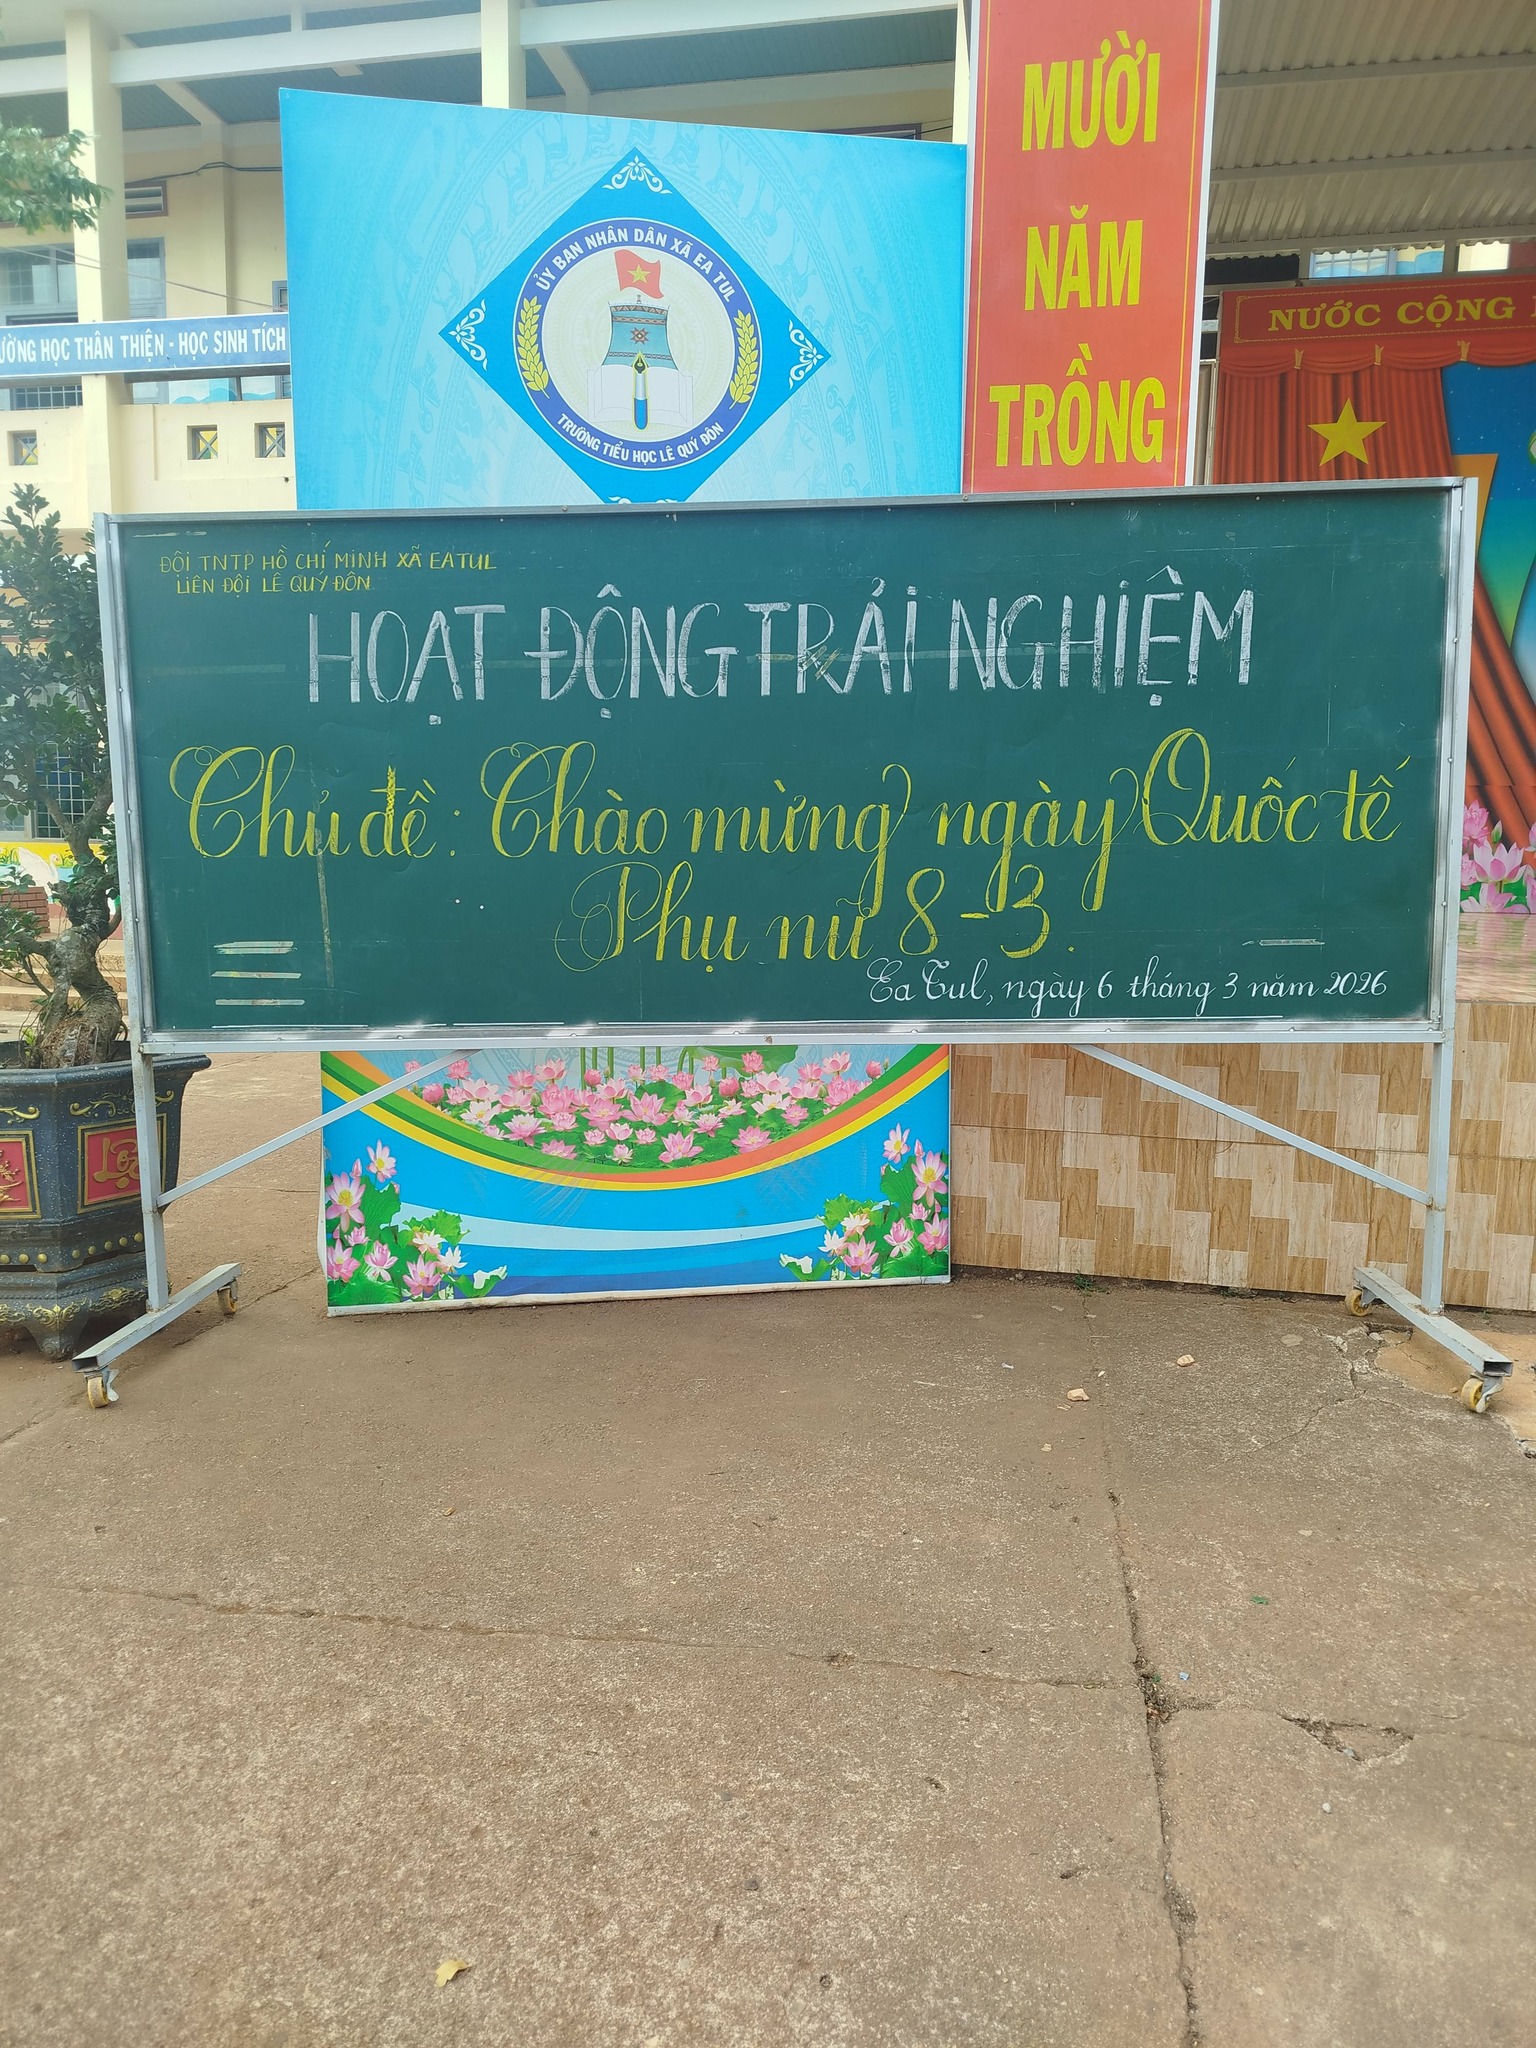 MƯỜI
NĂM
TRỒNG
ỦY BAN NHÂN DÂN XÃ EA TUL
TRƯỜNG TIỂU HỌC LÊ QUÝ ĐÔN
ƯỜNG HỌC THÂN THIỆN - HỌC SINH TÍCH
NƯỚC CỘNG
ĐỘI TNTP HỒ CHÍ MINH XÃ EATUL
LIÊN ĐỘI LÊ QUÝ ĐÔN
HOẠT ĐỘNG TRẢI NGHIỆM
Chủ đề: Chào mừng ngày Quốc tế
Phụ nữ 8-3.
Ea Tul, ngày 6 tháng 3 năm 2026
Lộc